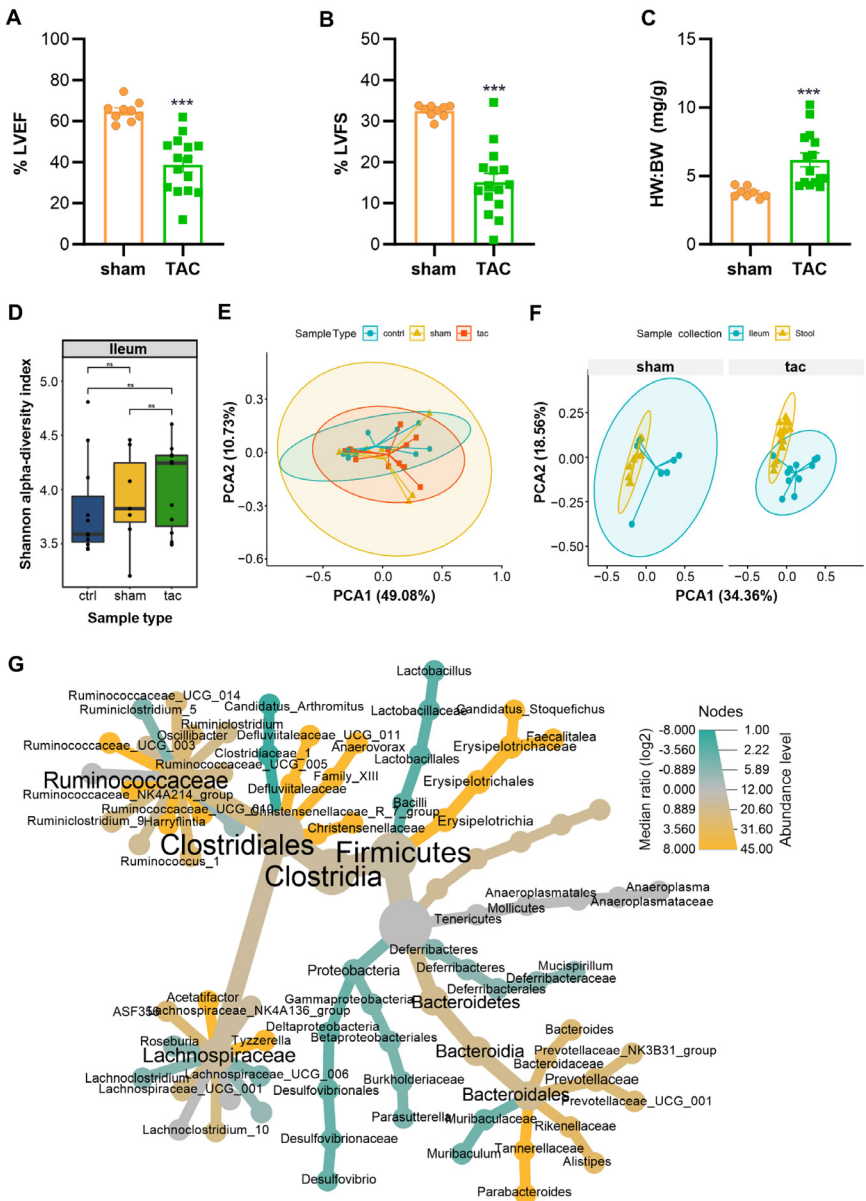 A
B
C
100
80
60
40
20
0
% LVEF
***
sham
TAC
50
40
30
20
10
0
% LVFS
***
sham
TAC
15
10
5
0
HW:BW (mg/g)
***
sham
TAC
D
Ileum
ns
ns
ns
5.0
4.5
4.0
3.5
Shannon alpha-diversity index
ctrl
sham
tac
Sample type
E
Sample Type
contrl
sham
tac
0.3
0.0
−0.3
−0.6
PCA2 (10.73%)
−0.5
0.0
0.5
1.0
PCA1 (49.08%)
F
Sample collection
Ileum
Stool
sham
tac
0.25
0.00
−0.25
−0.50
PCA2 (18.56%)
−0.5
0.0
0.5
−0.5
0.0
0.5
PCA1 (34.36%)
G
Lactobacillus
Ruminococcaceae_UCG_014
Ruminiclostridium_5
Candidatus_Arthromitus
Candidatus_Stoquefichus
Oscillibacter
Ruminiclostridium
Lactobacillaceae
Defluviitaleaceae_UCG_011
Faecalitalea
Ruminococcaceae_UCG_003
Clostridiaceae_1
Anaerovorax
Erysipelotrichaceae
Ruminococcaceae_UCG_005
Lactobacillales
Ruminococcaceae
Family_XIII
Erysipelotrichales
Defluviitaleaceae
Ruminococcaceae_NK4A214_group
Bacilli
Ruminococcaceae_UCG_010
Christensenellaceae_R_7_group
Ruminiclostridium_9
Harryflintia
Christensenellaceae
Erysipelotrichia
Ruminococcus_1
Clostridiales
Firmicutes
Clostridia
Anaeroplasmatales
Anaeroplasma
Mollicutes
Anaeroplasmataceae
Tenericutes
Deferribacteres
Proteobacteria
Deferribacteres
Mucispirillum
Deferribacteraceae
Deferribacterales
Acetatifactor
Gammaproteobacteria
Bacteroidetes
ASF356
Lachnospiraceae_NK4A136_group
Deltaproteobacteria
Bacteroides
Roseburia
Tyzzerella
Betaproteobacteriales
Bacteroidia
Prevotellaceae_NK3B31_group
Lachnospiraceae
Bacteroidaceae
Lachnospiraceae_UCG_006
Prevotellaceae
Lachnoclostridium
Burkholderiaceae
Lachnospiraceae_UCG_001
Desulfovibrionales
Bacteroidales
Prevotellaceae_UCG_001
Parasutterella
Muribaculaceae
Rikenellaceae
Lachnoclostridium_10
Desulfovibrionaceae
Muribaculum
Tannerellaceae
Alistipes
Desulfovibrio
Parabacteroides
Nodes
-8.000
1.00
-3.560
2.22
-0.889
5.89
0.000
12.00
0.889
20.60
3.560
31.60
8.000
45.00
Median ratio (log2)
Abundance level